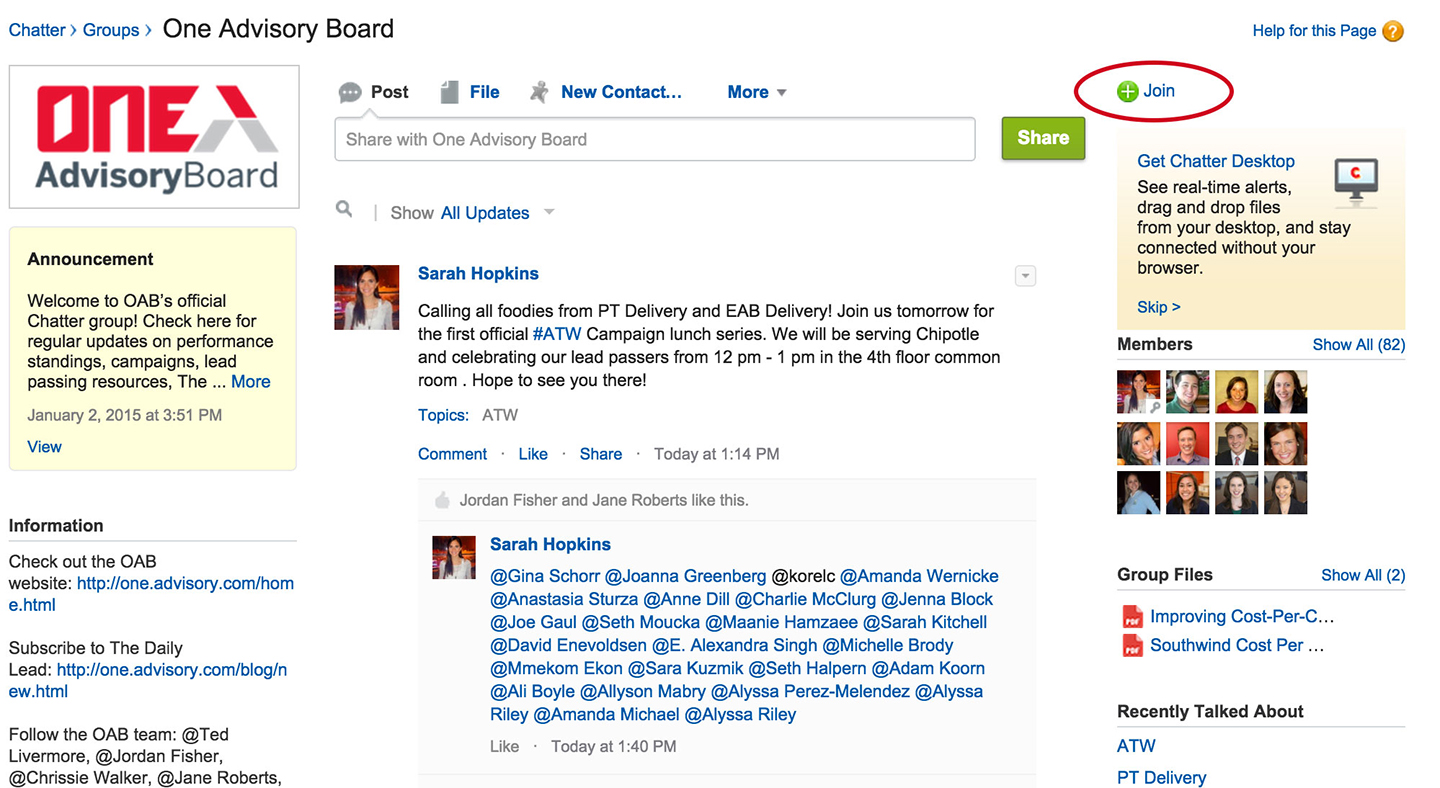 Chatter › Groups › One Advisory Board
Help for this Page ?
ONE
AdvisoryBoard
Announcement
Welcome to OAB's official
Chatter group! Check here for
regular updates on performance
standings, campaigns, lead
passing resources, The ... More
January 2, 2015 at 3:51 PM
View
Information
Check out the OAB
website: http://one.advisory.com/hom
e.html
Subscribe to The Daily
Lead: http://one.advisory.com/blog/n
ew.html
Follow the OAB team: @Ted
Livermore, @Jordan Fisher,
@Chrissie Walker, @Jane Roberts,
Post File New Contact... More
Share with One Advisory Board
Share
Show All Updates
Sarah Hopkins
Calling all foodies from PT Delivery and EAB Delivery! Join us tomorrow for
the first official #ATW Campaign lunch series. We will be serving Chipotle
and celebrating our lead passers from 12 pm - 1 pm in the 4th floor common
room . Hope to see you there!
Topics: ATW
Comment · Like · Share · Today at 1:14 PM
Jordan Fisher and Jane Roberts like this.
Sarah Hopkins
@Gina Schorr @Joanna Greenberg @korelc @Amanda Wernicke
@Anastasia Sturza @Anne Dill @Charlie McClurg @Jenna Block
@Joe Gaul @Seth Moucka @Maanie Hamzaee @Sarah Kitchell
@David Enevoldsen @E. Alexandra Singh @Michelle Brody
@Mmekom Ekon @Sara Kuzmik @Seth Halpern @Adam Koorn
@Ali Boyle @Allyson Mabry @Alyssa Perez-Melendez @Alyssa
Riley @Amanda Michael @Alyssa Riley
Like · Today at 1:40 PM
Join
Get Chatter Desktop
See real-time alerts,
drag and drop files
from your desktop, and stay
connected without your
browser.
C
Skip >
Members Show All (82)
Group Files Show All (2)
PDF Improving Cost-Per-C...
PDF Southwind Cost Per ...
Recently Talked About
ATW
PT Delivery